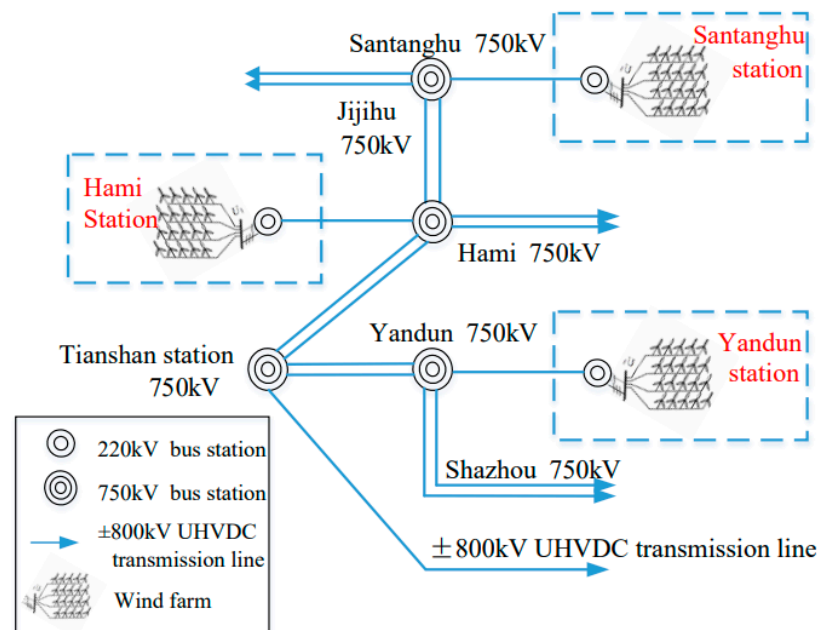 Santanghu 750kV
Santanghu
station
Jijihu
750kV
Hami
Station
Hami 750kV
Yandun 750kV
Yandun
station
Tianshan station
750kV
Shazhou 750kV
±800kV UHVDC transmission line
220kV bus station
750kV bus station
±800kV UHVDC
transmission line
Wind farm